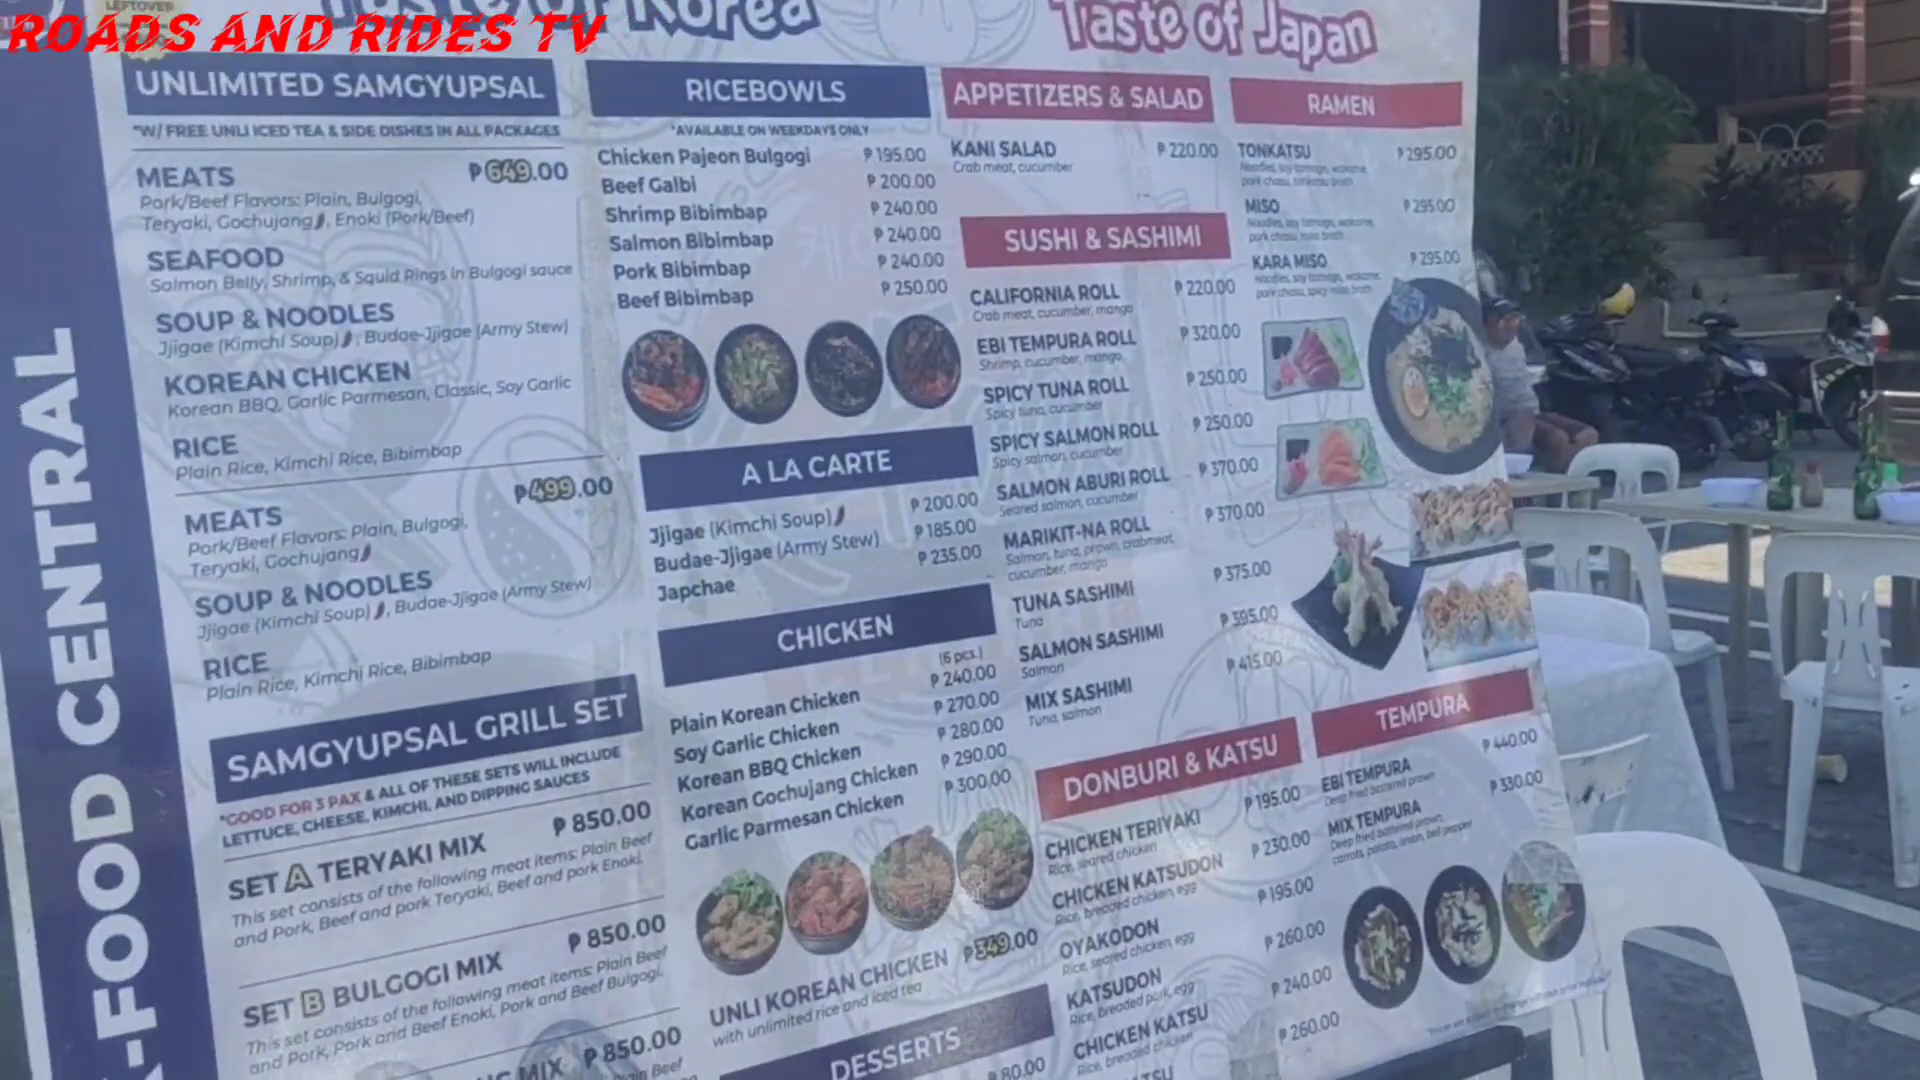 LEFTOVER
ROADS AND RIDES TV
Taste of Korea
Taste of Japan
-FOOD CENTRAL
UNLIMITED SAMGYUPSAL
*W/ FREE UNLI ICED TEA & SIDE DISHES IN ALL PACKAGES
MEATS ₱649.00
Pork/Beef Flavors: Plain, Bulgogi,
Teryaki, Gochujang, Enoki (Pork/Beef)
SEAFOOD
Salmon Belly, Shrimp, & Squid Rings in Bulgogi sauce
SOUP & NOODLES
Jjigae (Kimchi Soup), Budae-Jjigae (Army Stew)
KOREAN CHICKEN
Korean BBQ, Garlic Parmesan, Classic, Soy Garlic
RICE
Plain Rice, Kimchi Rice, Bibimbap
₱499.00
MEATS
Pork/Beef Flavors: Plain, Bulgogi,
Teryaki, Gochujang
SOUP & NOODLES
Jjigae (Kimchi Soup), Budae-Jjigae (Army Stew)
RICE
Plain Rice, Kimchi Rice, Bibimbap
SAMGYUPSAL GRILL SET
*GOOD FOR 3 PAX & ALL OF THESE SETS WILL INCLUDE
LETTUCE, CHEESE, KIMCHI, AND DIPPING SAUCES
₱850.00
SET A TERYAKI MIX
This set consists of the following meat items: Plain Beef
and Pork, Beef and pork Teryaki, Beef and pork Enoki.
₱850.00
SET B BULGOGI MIX
This set consists of the following meat items: Plain Beef
and Pork, Pork and Beef Enoki, Pork and Beef Bulgogi.
MIX ₱850.00
Plain Beef
RICEBOWLS
*AVAILABLE ON WEEKDAYS ONLY
Chicken Pajeon Bulgogi ₱195.00
Beef Galbi ₱200.00
Shrimp Bibimbap ₱240.00
Salmon Bibimbap ₱240.00
Pork Bibimbap ₱240.00
Beef Bibimbap ₱250.00
A LA CARTE
Jjigae (Kimchi Soup) ₱200.00
Budae-Jjigae (Army Stew) ₱185.00
Japchae ₱235.00
CHICKEN
(6 pcs.)
Plain Korean Chicken ₱240.00
Soy Garlic Chicken ₱270.00
Korean BBQ Chicken ₱280.00
Korean Gochujang Chicken ₱290.00
Garlic Parmesan Chicken ₱300.00
UNLI KOREAN CHICKEN ₱349.00
with unlimited rice and iced tea
DESSERTS
80.00
APPETIZERS & SALAD
KANI SALAD ₱220.00
Crab meat, cucumber
SUSHI & SASHIMI
CALIFORNIA ROLL ₱220.00
Crab meat, cucumber, mango
EBI TEMPURA ROLL ₱320.00
Shrimp, cucumber, mango
SPICY TUNA ROLL ₱250.00
Spicy tuna, cucumber
SPICY SALMON ROLL ₱250.00
Spicy salmon, cucumber
SALMON ABURI ROLL ₱370.00
Seared salmon, cucumber
MARIKIT-NA ROLL ₱370.00
Salmon, tuna, prawn, crabmeat,
cucumber, mango
TUNA SASHIMI ₱375.00
Tuna
SALMON SASHIMI ₱395.00
Salmon
MIX SASHIMI ₱415.00
Tuna, salmon
DONBURI & KATSU
CHICKEN TERIYAKI ₱195.00
Rice, seared chicken
CHICKEN KATSUDON ₱230.00
Rice, breaded chicken, egg
OYAKODON ₱195.00
Rice, seared chicken, egg
KATSUDON ₱260.00
Rice, breaded pork, egg
CHICKEN KATSU ₱240.00
Rice, breaded chicken
KATSU ₱260.00
RAMEN
TONKATSU ₱295.00
Noodles, soy tamago, wakame,
pork chasu, tonkatsu broth
MISO ₱295.00
Noodles, soy tamago, wakame,
pork chasu, miso broth
KARA MISO ₱295.00
Noodles, soy tamago, wakame,
pork chasu, spicy miso broth
TEMPURA
EBI TEMPURA ₱440.00
Deep fried battered prawn
MIX TEMPURA ₱330.00
Deep fried battered prawn,
carrots, potato, onion, bell pepper